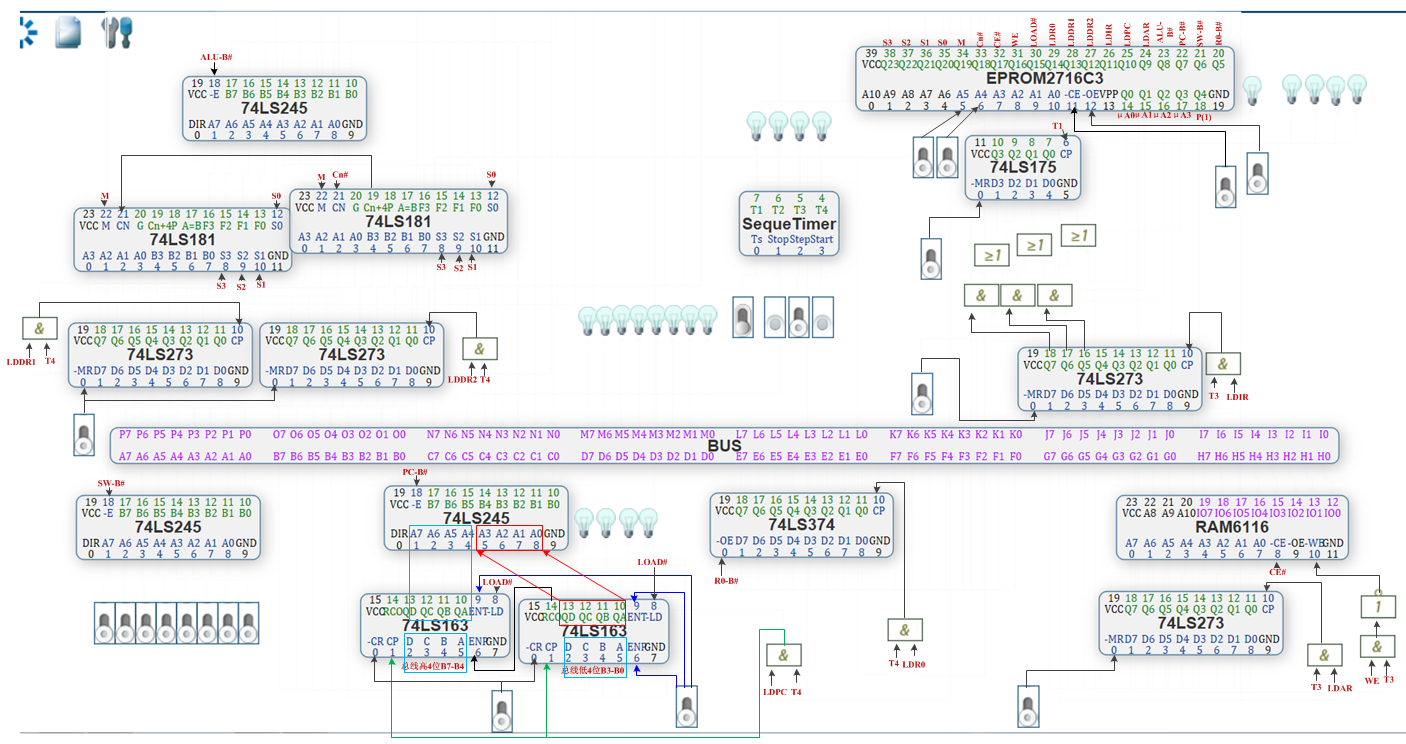 ALU-B#
19 18 17 16 15 14 13 12 11 10
VCC -E B7 B6 B5 B4 B3 B2 B1 B0
74LS245
DIR A7 A6 A5 A4 A3 A2 A1 A0 GND
0 1 2 3 4 5 6 7 8 9
S3 S2 S1 S0 M Cn# CE# WE LOAD# LDR0 LDDR1 LDDR2 LDIR LDPC LDAR ALU-B# PC-B# SW-B# R0-B#
39 38 37 36 35 34 33 32 31 30 29 28 27 26 25 24 23 22 21 20
VCC Q23 Q22 Q21 Q20 Q19 Q18 Q17 Q16 Q15 Q14 Q13 Q12 Q11 Q10 Q9 Q8 Q7 Q6 Q5
EPROM2716C3
A10 A9 A8 A7 A6 A5 A4 A3 A2 A1 A0 -CE -OE VPP Q0 Q1 Q2 Q3 Q4 GND
0 1 2 3 4 5 6 7 8 9 10 11 12 13 14 15 16 17 18 19
μA0 μA1 μA2 μA3 P(1)
T1
11 10 9 8 7 6
VCC Q3 Q2 Q1 Q0 CP
74LS175
-MR D3 D2 D1 D0 GND
0 1 2 3 4 5
M Cn# S0
23 22 21 20 19 18 17 16 15 14 13 12
VCC M CN G Cn+4 P A=B F3 F2 F1 F0 S0
74LS181
A3 A2 A1 A0 B3 B2 B1 B0 S3 S2 S1 GND
0 1 2 3 4 5 6 7 8 9 10 11
S3 S2 S1
M S0
23 22 21 20 19 18 17 16 15 14 13 12
VCC M CN G Cn+4 P A=B F3 F2 F1 F0 S0
74LS181
A3 A2 A1 A0 B3 B2 B1 B0 S3 S2 S1 GND
0 1 2 3 4 5 6 7 8 9 10 11
S3 S2 S1
7 6 5 4
T1 T2 T3 T4
SequeTimer
Ts Stop Step Start
0 1 2 3
≥1 ≥1 ≥1
& & &
&
LDDR1 T4
19 18 17 16 15 14 13 12 11 10
VCC Q7 Q6 Q5 Q4 Q3 Q2 Q1 Q0 CP
74LS273
-MR D7 D6 D5 D4 D3 D2 D1 D0 GND
0 1 2 3 4 5 6 7 8 9
19 18 17 16 15 14 13 12 11 10
VCC Q7 Q6 Q5 Q4 Q3 Q2 Q1 Q0 CP
74LS273
-MR D7 D6 D5 D4 D3 D2 D1 D0 GND
0 1 2 3 4 5 6 7 8 9
&
LDDR2 T4
19 18 17 16 15 14 13 12 11 10
VCC Q7 Q6 Q5 Q4 Q3 Q2 Q1 Q0 CP
74LS273
-MR D7 D6 D5 D4 D3 D2 D1 D0 GND
0 1 2 3 4 5 6 7 8 9
&
T3 LDIR
P7 P6 P5 P4 P3 P2 P1 P0 O7 O6 O5 O4 O3 O2 O1 O0 N7 N6 N5 N4 N3 N2 N1 N0 M7 M6 M5 M4 M3 M2 M1 M0 L7 L6 L5 L4 L3 L2 L1 L0 K7 K6 K5 K4 K3 K2 K1 K0 J7 J6 J5 J4 J3 J2 J1 J0 I7 I6 I5 I4 I3 I2 I1 I0
BUS
A7 A6 A5 A4 A3 A2 A1 A0 B7 B6 B5 B4 B3 B2 B1 B0 C7 C6 C5 C4 C3 C2 C1 C0 D7 D6 D5 D4 D3 D2 D1 D0 E7 E6 E5 E4 E3 E2 E1 E0 F7 F6 F5 F4 F3 F2 F1 F0 G7 G6 G5 G4 G3 G2 G1 G0 H7 H6 H5 H4 H3 H2 H1 H0
SW-B#
19 18 17 16 15 14 13 12 11 10
VCC -E B7 B6 B5 B4 B3 B2 B1 B0
74LS245
DIR A7 A6 A5 A4 A3 A2 A1 A0 GND
0 1 2 3 4 5 6 7 8 9
PC-B#
19 18 17 16 15 14 13 12 11 10
VCC -E B7 B6 B5 B4 B3 B2 B1 B0
74LS245
DIR A7 A6 A5 A4 A3 A2 A1 A0 GND
0 1 2 3 4 5 6 7 8 9
19 18 17 16 15 14 13 12 11 10
VCC Q7 Q6 Q5 Q4 Q3 Q2 Q1 Q0 CP
74LS374
-OE D7 D6 D5 D4 D3 D2 D1 D0 GND
0 1 2 3 4 5 6 7 8 9
R0-B#
23 22 21 20 19 18 17 16 15 14 13 12
VCC A8 A9 A10 IO7 IO6 IO5 IO4 IO3 IO2 IO1 IO0
RAM6116
A7 A6 A5 A4 A3 A2 A1 A0 -CE -OE -WE GND
0 1 2 3 4 5 6 7 8 9 10 11
CE#
LOAD#
15 14 13 12 11 10 9 8
VCC RCO QD QC QB QA ENT -LD
74LS163
-CR CP D C B A ENP GND
0 1 2 3 4 5 6 7
总线高4位B7-B4
LOAD#
15 14 13 12 11 10 9 8
VCC RCO QD QC QB QA ENT -LD
74LS163
-CR CP D C B A ENP GND
0 1 2 3 4 5 6 7
总线低4位B3-B0
&
LDPC T4
&
T4 LDR0
19 18 17 16 15 14 13 12 11 10
VCC Q7 Q6 Q5 Q4 Q3 Q2 Q1 Q0 CP
74LS273
-MR D7 D6 D5 D4 D3 D2 D1 D0 GND
0 1 2 3 4 5 6 7 8 9
&
T3 LDAR
1
&
WE T3